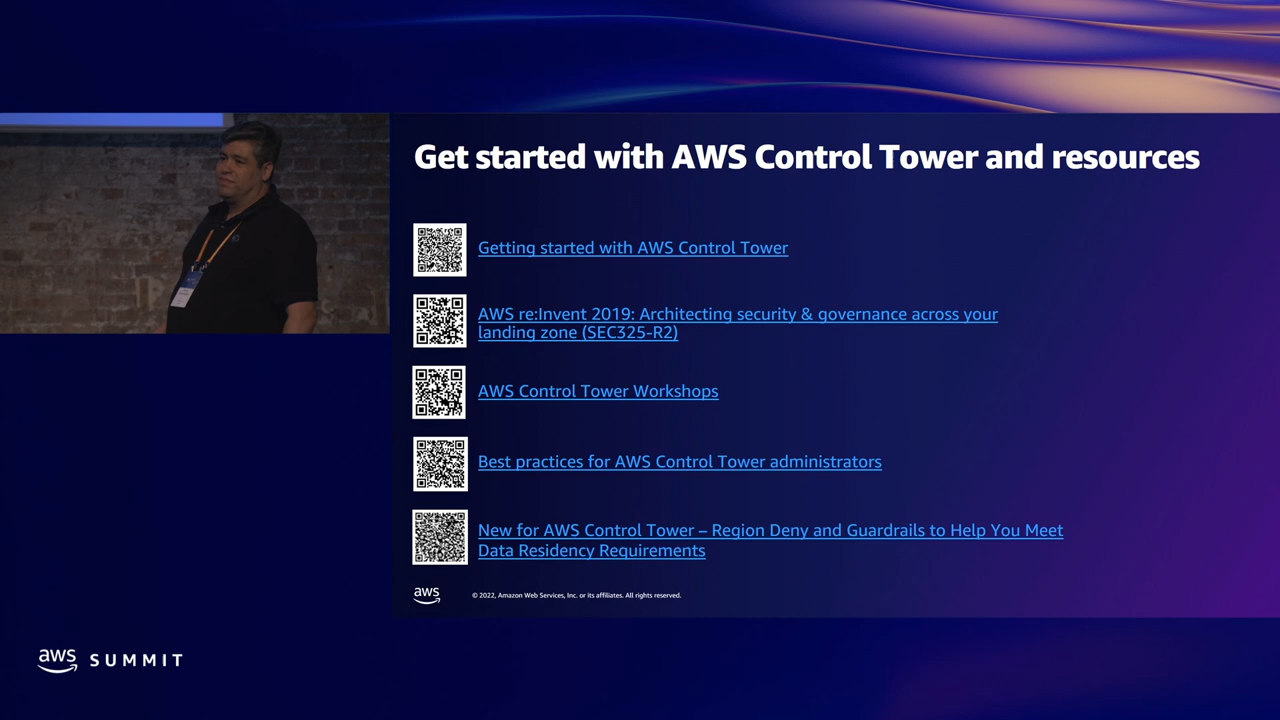 Get started with AWS Control Tower and resources
Getting started with AWS Control Tower
AWS re:Invent 2019: Architecting security & governance across your
landing zone (SEC325-R2)
AWS Control Tower Workshops
Best practices for AWS Control Tower administrators
New for AWS Control Tower – Region Deny and Guardrails to Help You Meet
Data Residency Requirements
aws
© 2022, Amazon Web Services, Inc. or its affiliates. All rights reserved.
aws SUMMIT